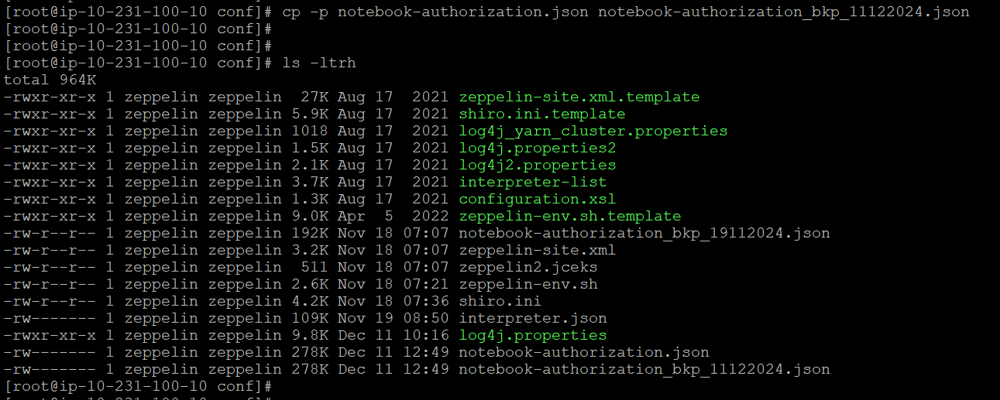 [root@ip-10-231-100-10 conf]# cp -p notebook-authorization.json notebook-authorization_bkp_11122024.json
[root@ip-10-231-100-10 conf]#
[root@ip-10-231-100-10 conf]#
[root@ip-10-231-100-10 conf]# ls -ltrh
total 964K
-rwxr-xr-x 1 zeppelin zeppelin  27K Aug 17  2021 zeppelin-site.xml.template
-rwxr-xr-x 1 zeppelin zeppelin 5.9K Aug 17  2021 shiro.ini.template
-rwxr-xr-x 1 zeppelin zeppelin 1018 Aug 17  2021 log4j_yarn_cluster.properties
-rwxr-xr-x 1 zeppelin zeppelin 1.5K Aug 17  2021 log4j.properties2
-rwxr-xr-x 1 zeppelin zeppelin 2.1K Aug 17  2021 log4j2.properties
-rwxr-xr-x 1 zeppelin zeppelin 3.7K Aug 17  2021 interpreter-list
-rwxr-xr-x 1 zeppelin zeppelin 1.3K Aug 17  2021 configuration.xsl
-rwxr-xr-x 1 zeppelin zeppelin 9.0K Apr  5  2022 zeppelin-env.sh.template
-rw-r--r-- 1 zeppelin zeppelin 192K Nov 18 07:07 notebook-authorization_bkp_19112024.json
-rw-r--r-- 1 zeppelin zeppelin 3.2K Nov 18 07:07 zeppelin-site.xml
-rw-r--r-- 1 zeppelin zeppelin  511 Nov 18 07:07 zeppelin2.jceks
-rw-r--r-- 1 zeppelin zeppelin 2.6K Nov 18 07:21 zeppelin-env.sh
-rw-r--r-- 1 zeppelin zeppelin 4.2K Nov 18 07:36 shiro.ini
-rw------- 1 zeppelin zeppelin 109K Nov 19 08:50 interpreter.json
-rwxr-xr-x 1 zeppelin zeppelin 9.8K Dec 11 10:16 log4j.properties
-rw------- 1 zeppelin zeppelin 278K Dec 11 12:49 notebook-authorization.json
-rw------- 1 zeppelin zeppelin 278K Dec 11 12:49 notebook-authorization_bkp_11122024.json
[root@ip-10-231-100-10 conf]#